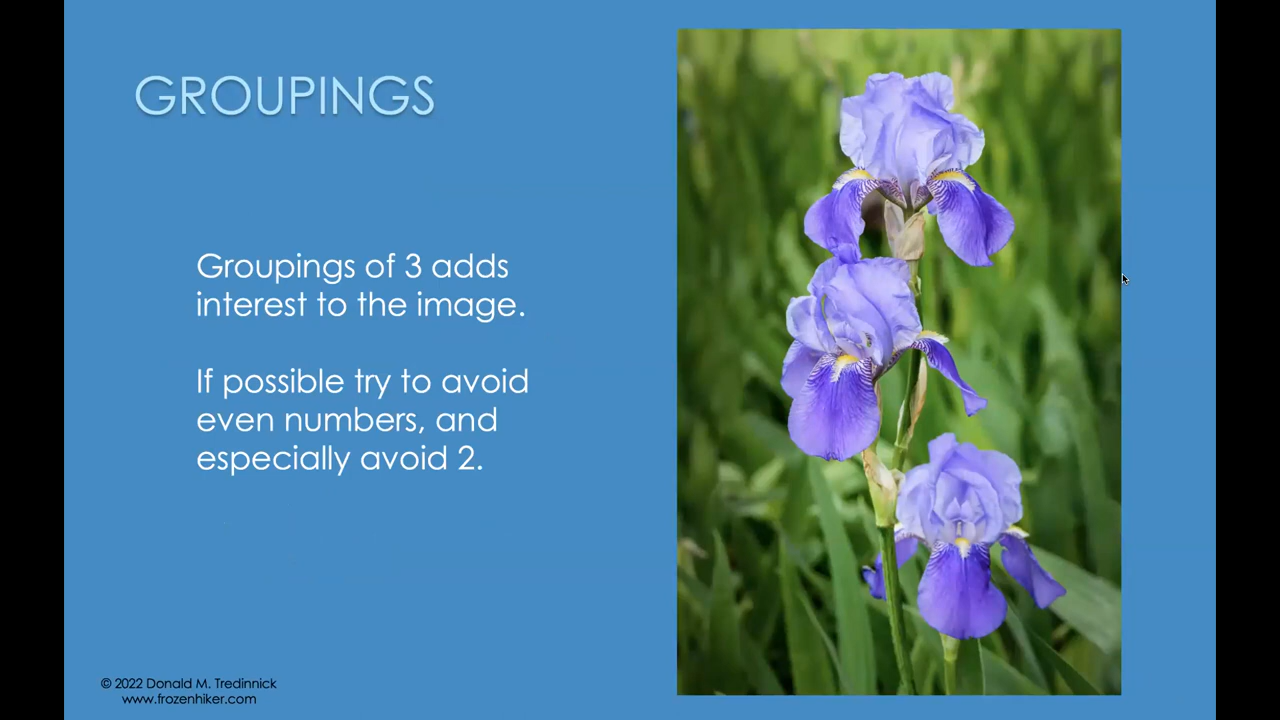 GROUPINGS
Groupings of 3 adds
interest to the image.
If possible try to avoid
even numbers, and
especially avoid 2.
© 2022 Donald M. Tredinnick
www.frozenhiker.com